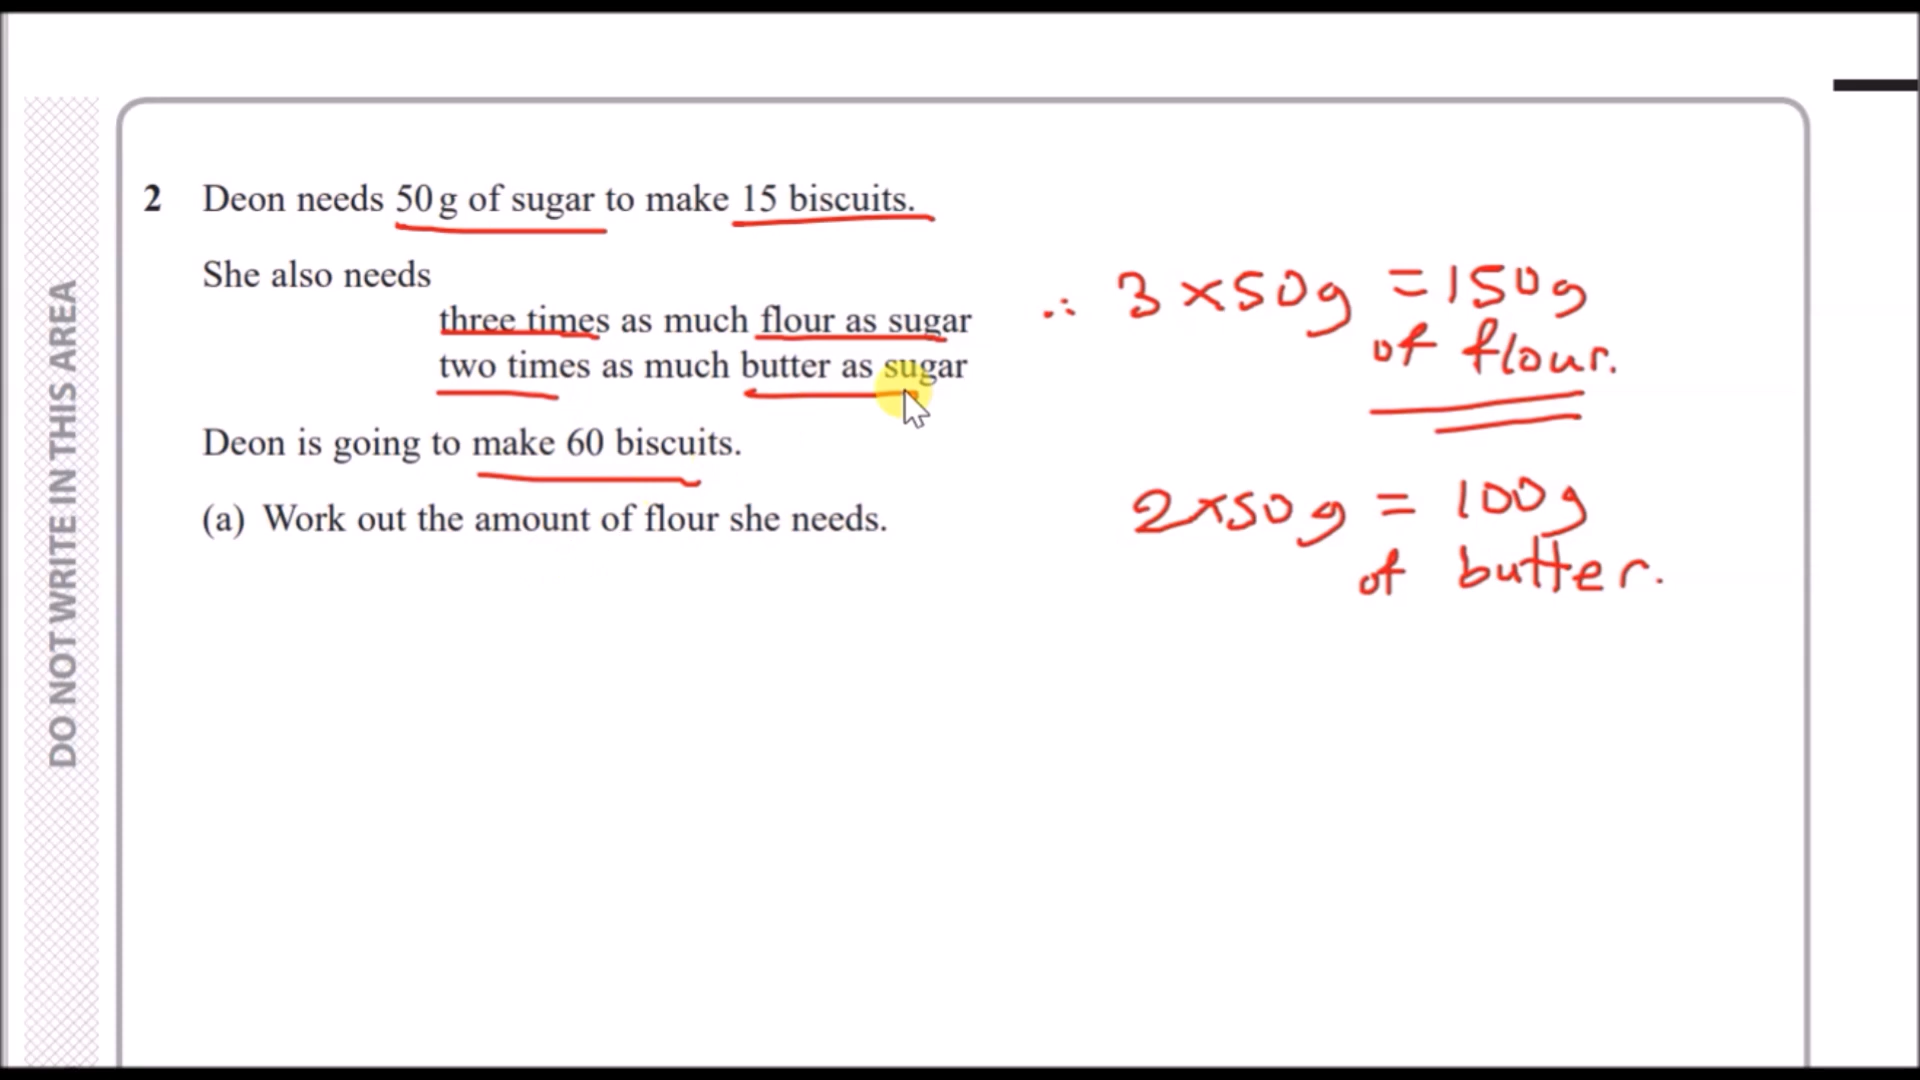 DO NOT WRITE IN THIS AREA
2 Deon needs 50 g of sugar to make 15 biscuits.
She also needs
three times as much flour as sugar
two times as much butter as sugar
Deon is going to make 60 biscuits.
(a) Work out the amount of flour she needs.
∴ 3 × 50g = 150g
of flour.
2 × 50g = 100g
of butter.